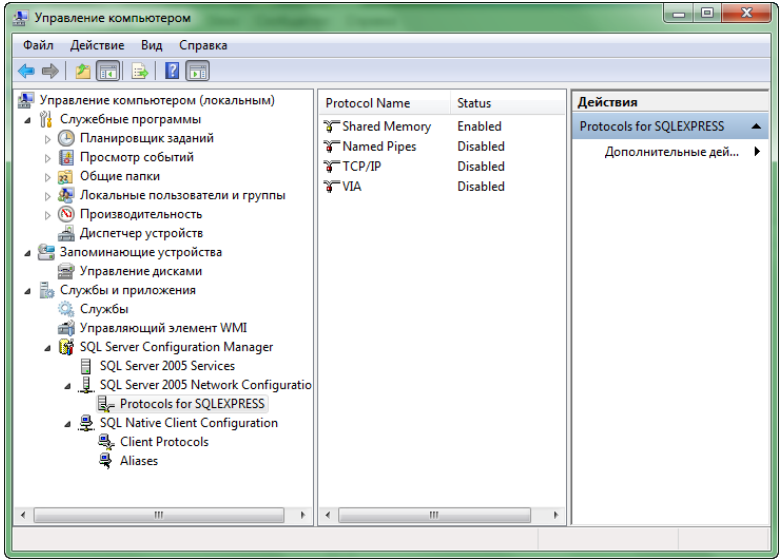 Управление компьютером
Файл Действие Вид Справка
Управление компьютером (локальным)
Служебные программы
Планировщик заданий
Просмотр событий
Общие папки
Локальные пользователи и группы
Производительность
Диспетчер устройств
Запоминающие устройства
Управление дисками
Службы и приложения
Службы
Управляющий элемент WMI
SQL Server Configuration Manager
SQL Server 2005 Services
SQL Server 2005 Network Configuratio
Protocols for SQLEXPRESS
SQL Native Client Configuration
Client Protocols
Aliases
Protocol Name Status
Shared Memory Enabled
Named Pipes Disabled
TCP/IP Disabled
VIA Disabled
Действия
Protocols for SQLEXPRESS
Дополнительные дей...